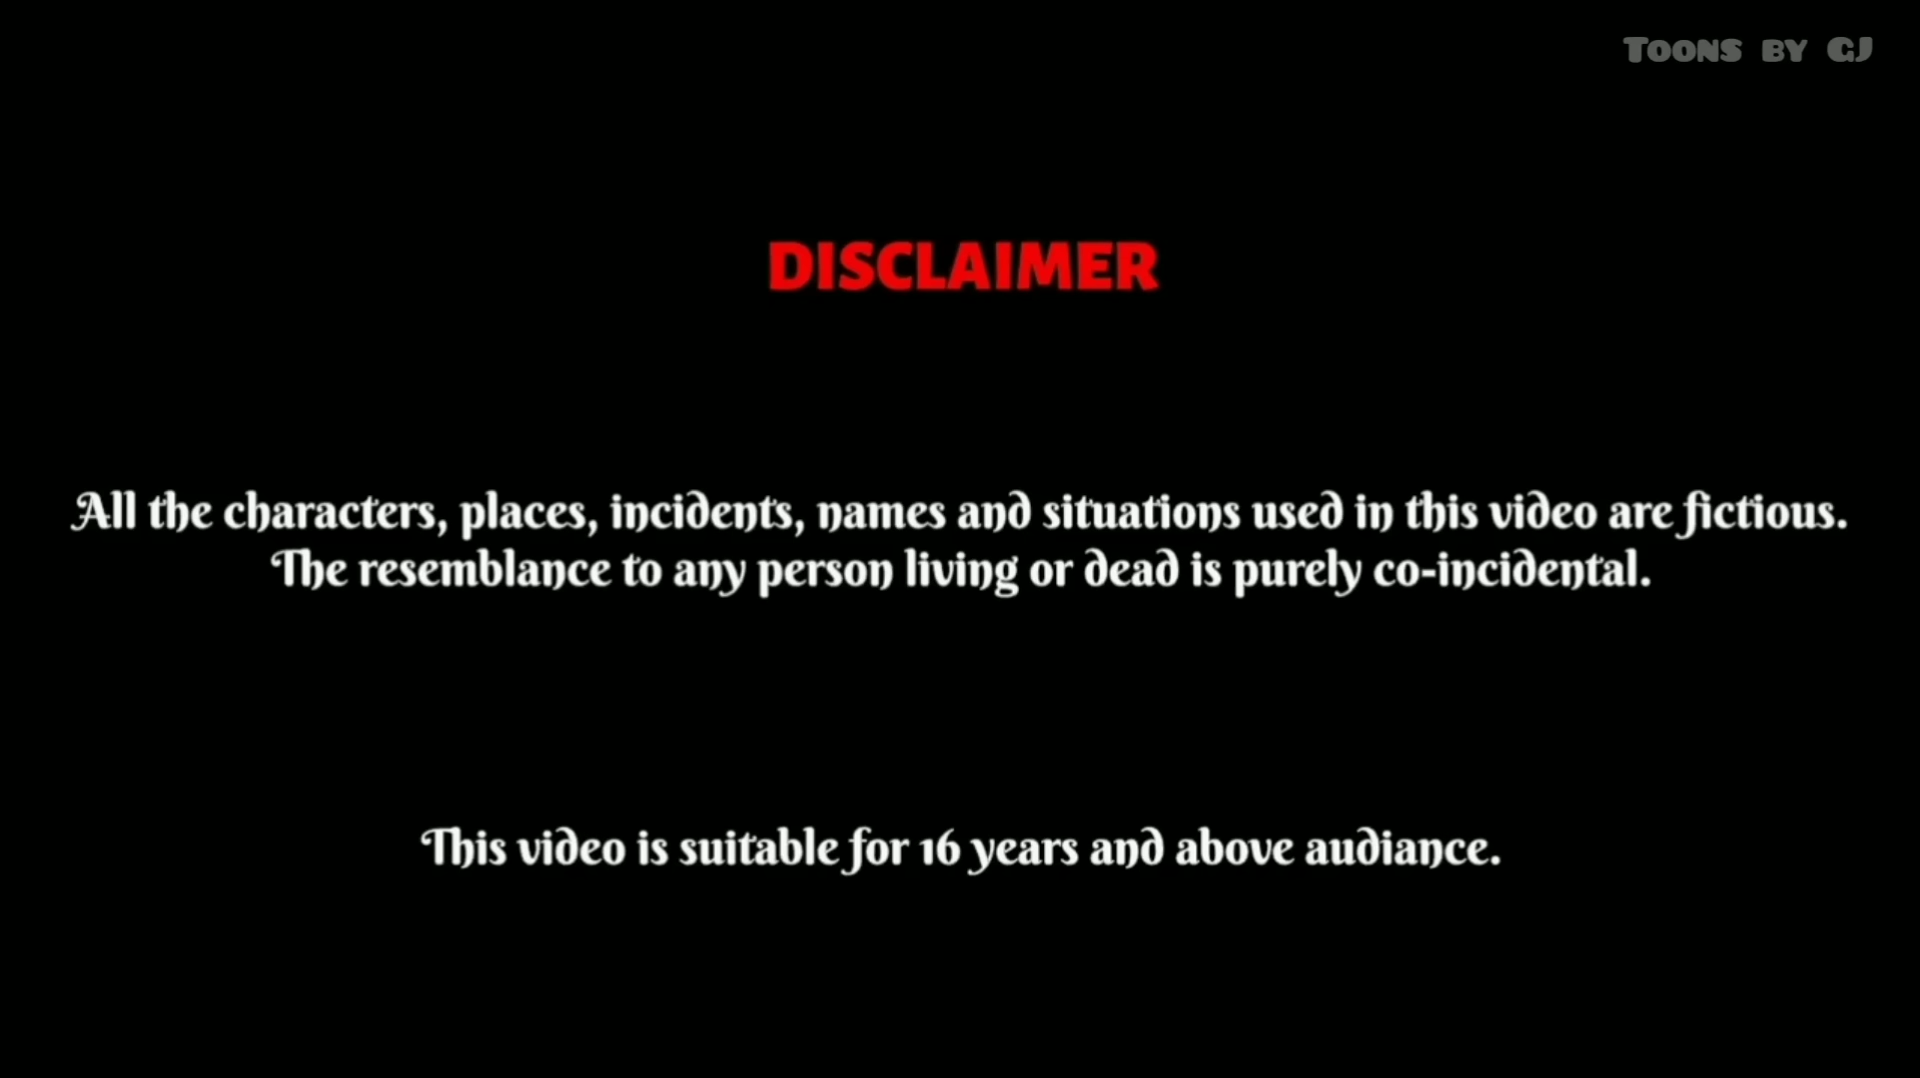 Toons by GJ
DISCLAIMER
All the characters, places, incidents, names and situations used in this video are fictious.
The resemblance to any person living or dead is purely co-incidental.
This video is suitable for 16 years and above audiance.